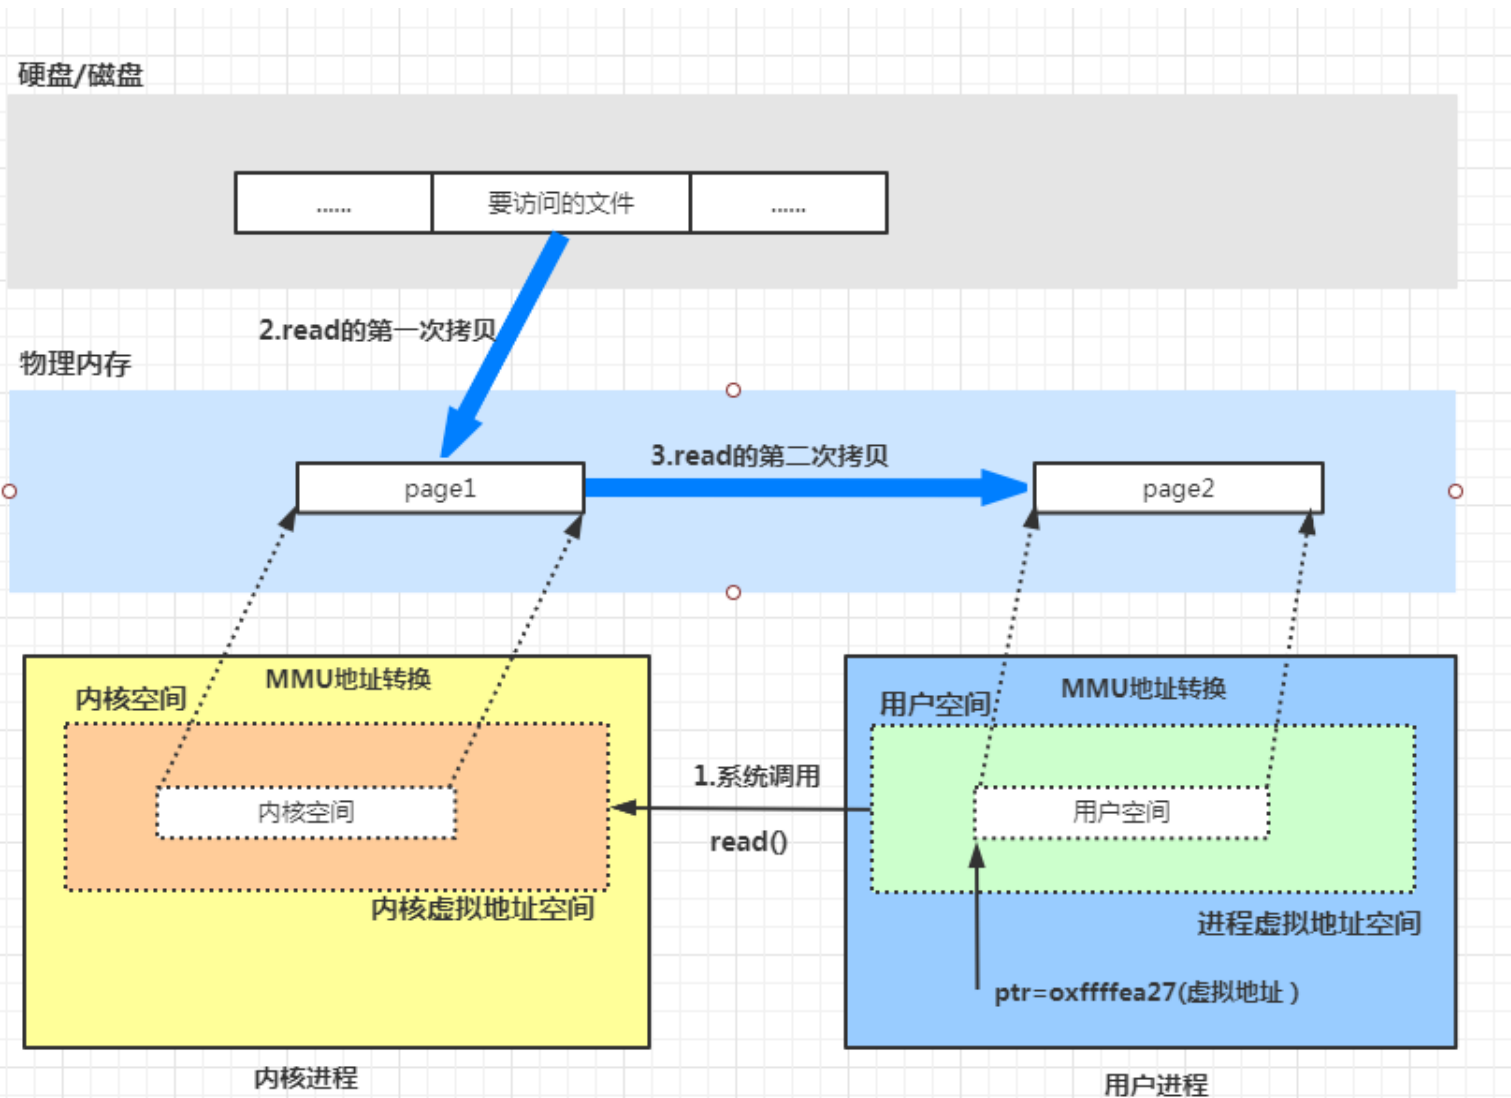 硬盘/磁盘
......
要访问的文件
......
2.read的第一次拷贝
物理内存
3.read的第二次拷贝
page1
page2
MMU地址转换
内核空间
MMU地址转换
用户空间
1.系统调用
内核空间
用户空间
read()
内核虚拟地址空间
进程虚拟地址空间
ptr=oxffffea27(虚拟地址）
内核进程
用户进程